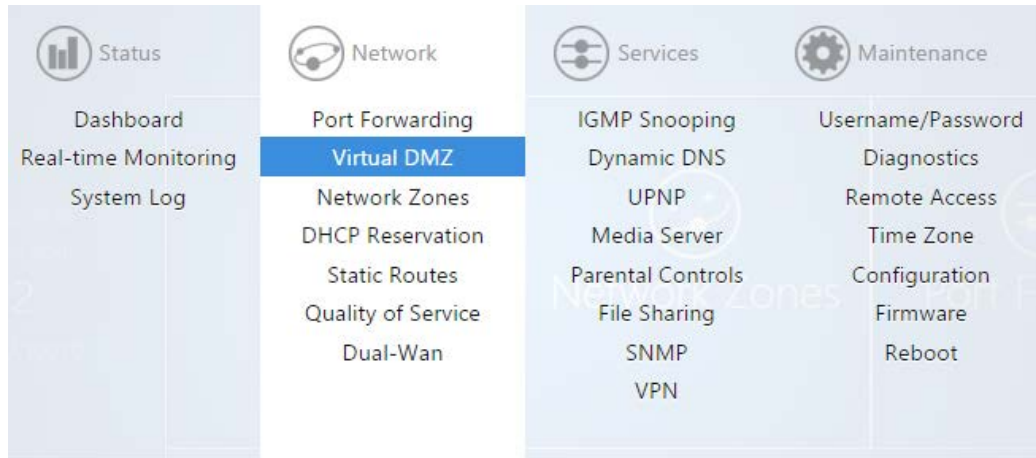 Status
Dashboard
Real-time Monitoring
System Log
Network
Port Forwarding
Virtual DMZ
Network Zones
DHCP Reservation
Static Routes
Quality of Service
Dual-Wan
Services
IGMP Snooping
Dynamic DNS
UPNP
Media Server
Parental Controls
File Sharing
SNMP
VPN
Maintenance
Username/Password
Diagnostics
Remote Access
Time Zone
Configuration
Firmware
Reboot
Network Zones